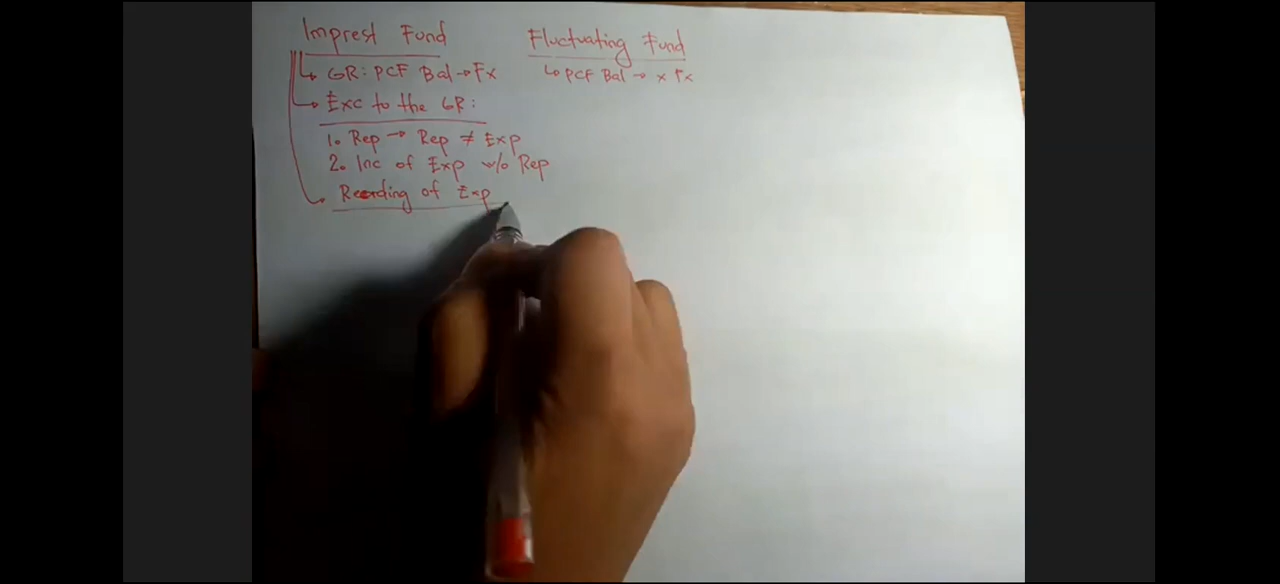 Imprest Fund
↳ GR: PCF Bal → Fx
↳ Exc to the GR:
1. Rep → Rep ≠ Exp
2. Inc of Exp w/o Rep
↳ Recording of Exp
Fluctuating Fund
↳ PCF Bal → x Fx